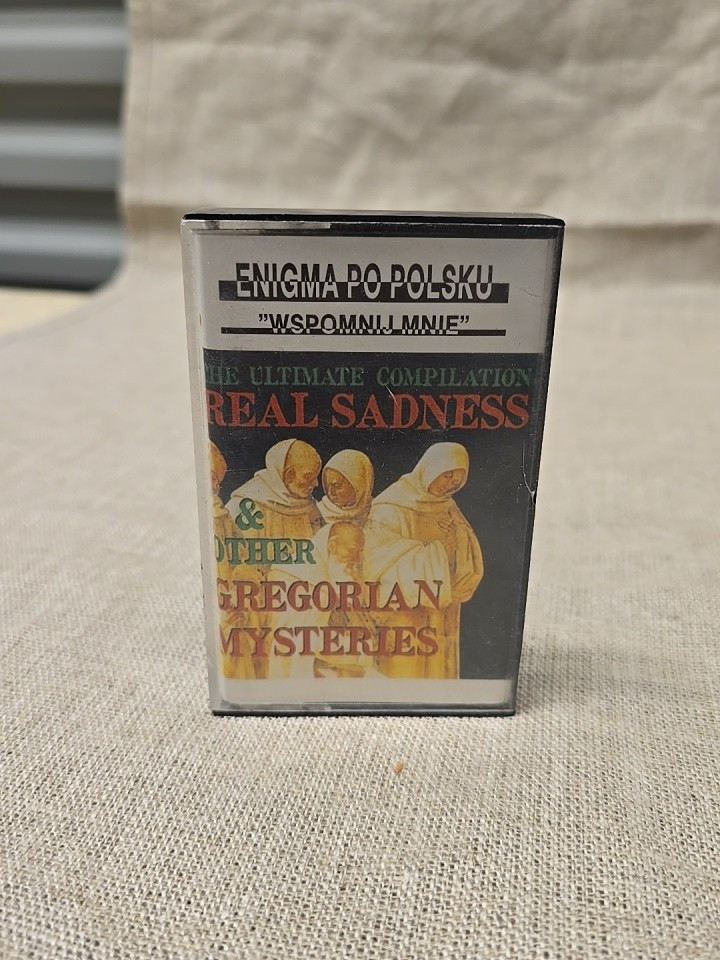 ENIGMA PO POLSKU
"WSPOMNIJ MNIE"
THE ULTIMATE COMPILATION
REAL SADNESS
&
OTHER
GREGORIAN
MYSTERIES